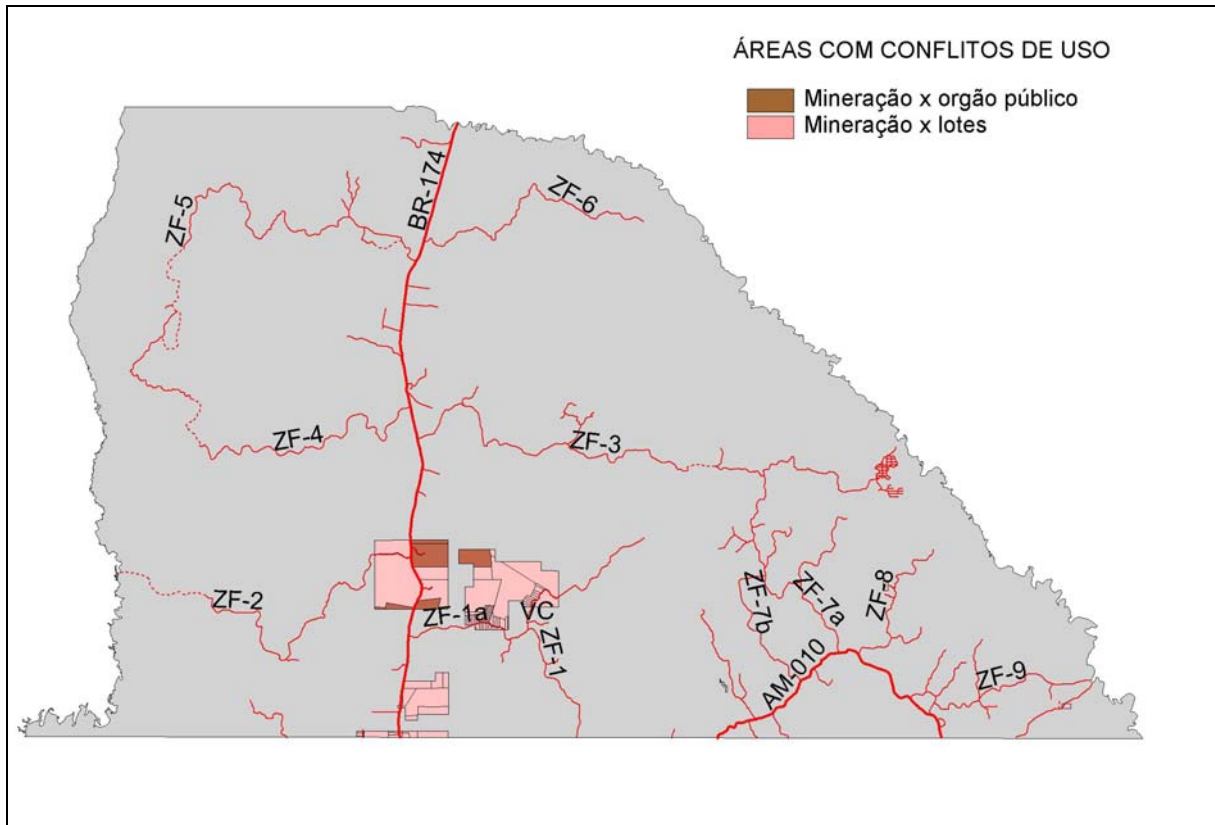 ÁREAS COM CONFLITOS DE USO
Mineração x orgão público
Mineração x lotes
BR-174
ZF-6
ZF-5
ZF-4
ZF-3
ZF-2
ZF-1a
VC
ZF-1
ZF-7b
ZF-7a
ZF-8
AM-010
ZF-9